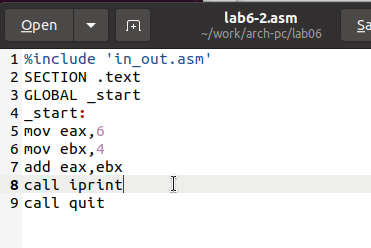 Open
lab6-2.asm
~/work/arch-pc/lab06
Sa
1 %include 'in_out.asm'
2 SECTION .text
3 GLOBAL _start
4 _start:
5 mov eax,6
6 mov ebx,4
7 add eax,ebx
8 call iprint
9 call quit